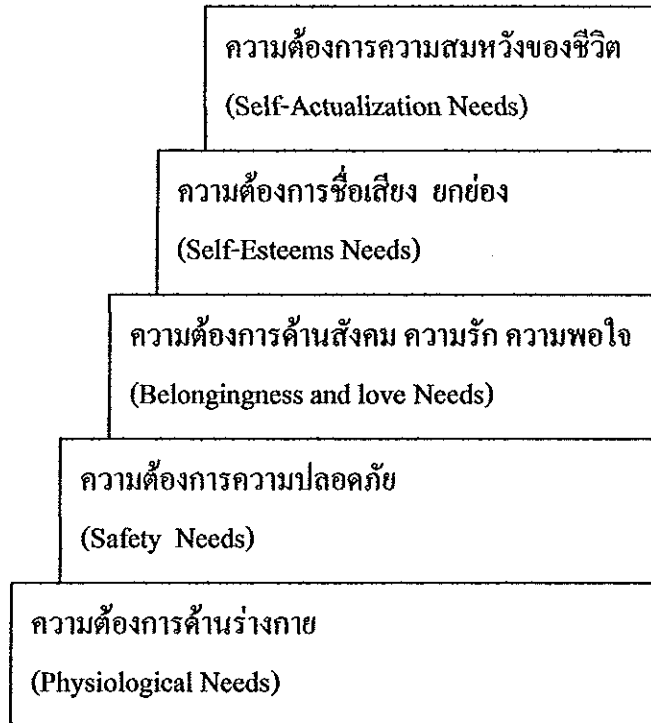 ความต้องการความสมหวังของชีวิต
(Self-Actualization Needs)
ความต้องการชื่อเสียง ยกย่อง
(Self-Esteems Needs)
ความต้องการด้านสังคม ความรัก ความพอใจ
(Belongingness and love Needs)
ความต้องการความปลอดภัย
(Safety Needs)
ความต้องการด้านร่างกาย
(Physiological Needs)